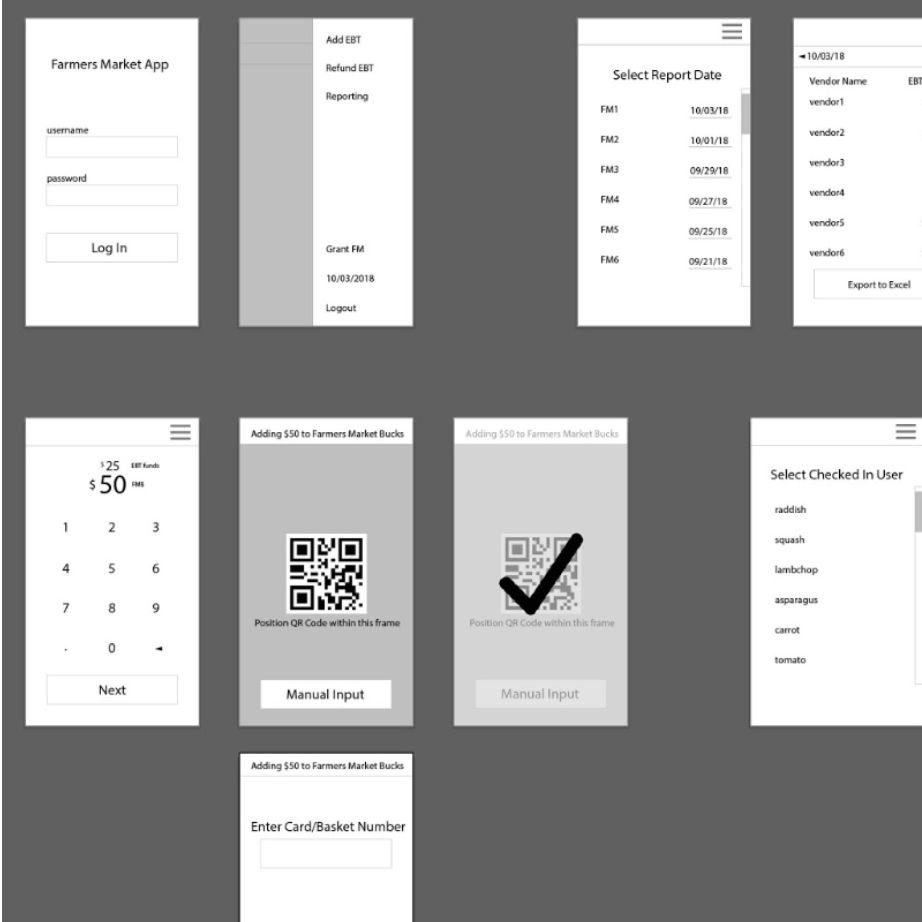 Farmers Market App
username
password
Log In
Add EBT
Refund EBT
Reporting
Grant FM
10/03/2018
Logout
Select Report Date
FM1 10/03/18
FM2 10/01/18
FM3 09/29/18
FM4 09/27/18
FM5 09/25/18
FM6 09/21/18
◄10/03/18
Vendor Name EBT
vendor1
vendor2
vendor3
vendor4
vendor5
vendor6
Export to Excel
$25 EBT funds
$50 FMB
1 2 3
4 5 6
7 8 9
. 0 ◄
Next
Adding $50 to Farmers Market Bucks
Position QR Code within this frame
Manual Input
Adding $50 to Farmers Market Bucks
Position QR Code within this frame
Manual Input
Select Checked In User
raddish
squash
lambchop
asparagus
carrot
tomato
Adding $50 to Farmers Market Bucks
Enter Card/Basket Number